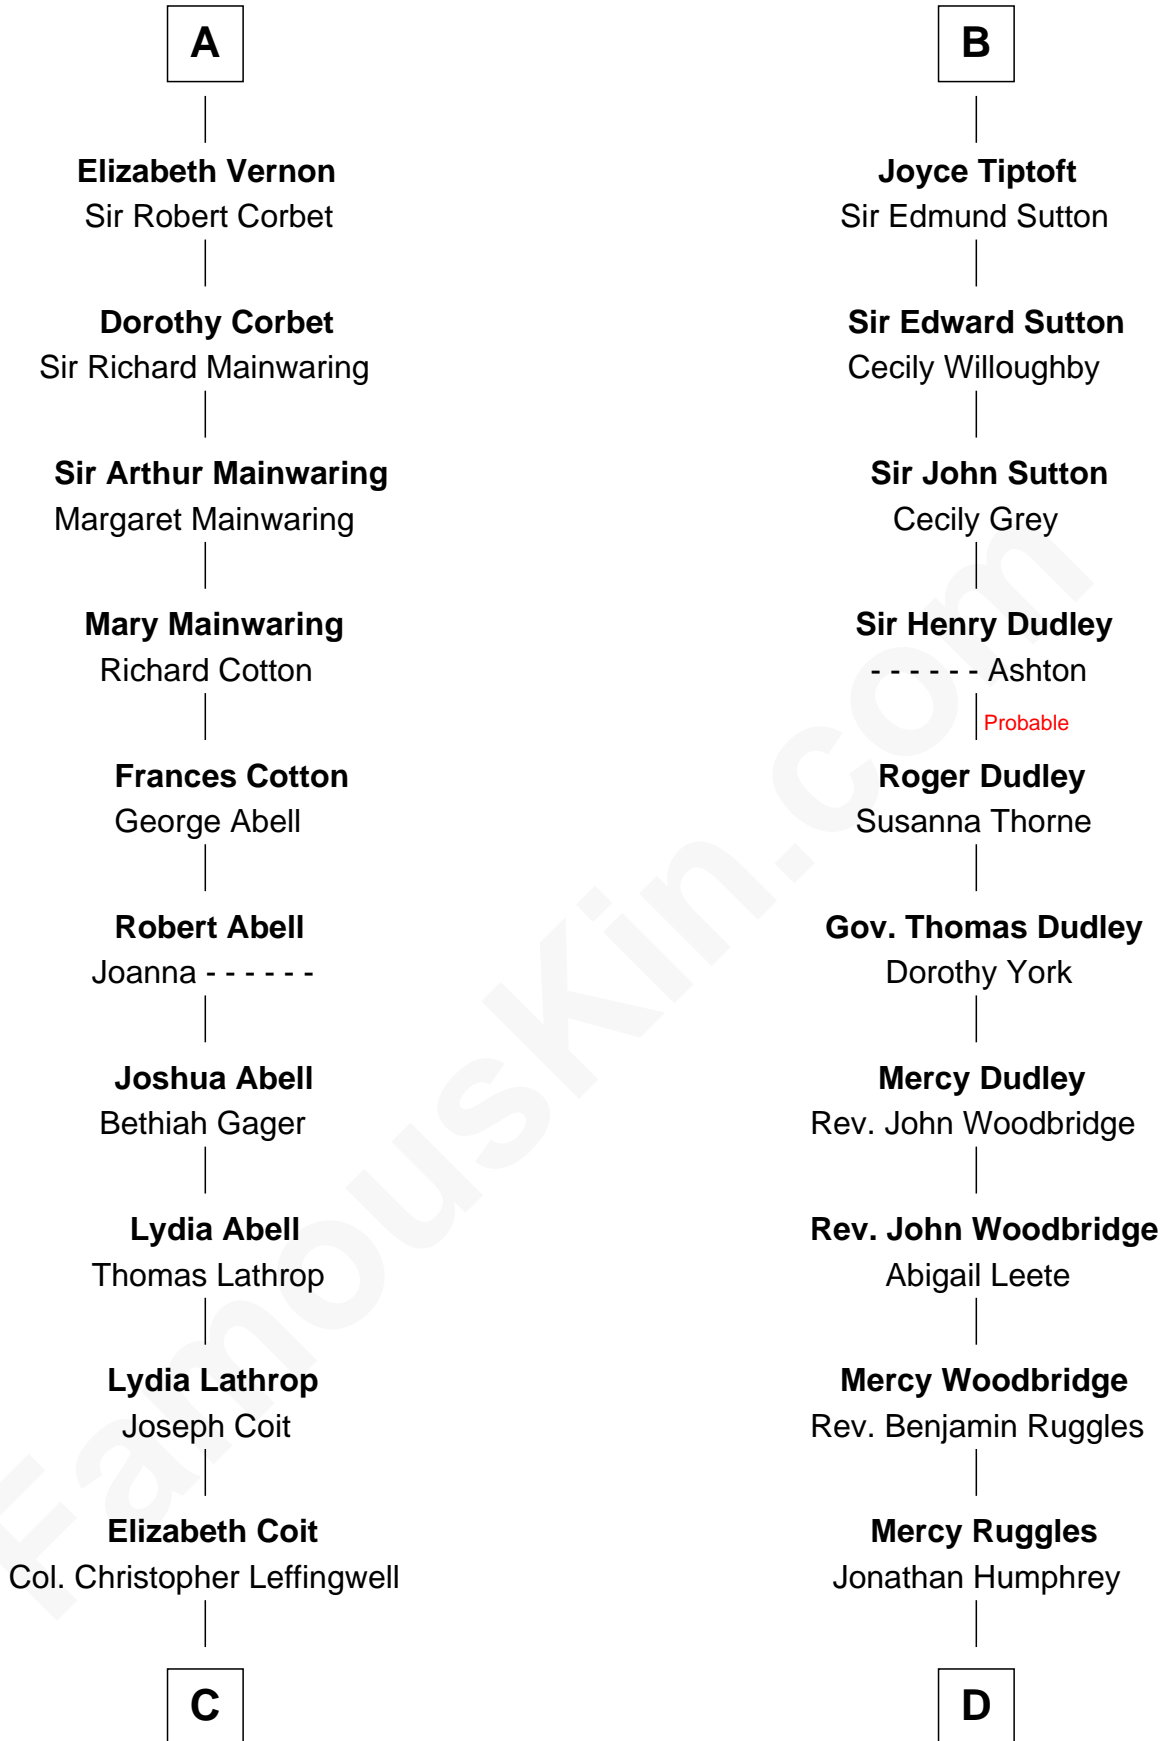 A
Elizabeth Vernon
Sir Robert Corbet
Dorothy Corbet
Sir Richard Mainwaring
Sir Arthur Mainwaring
Margaret Mainwaring
Mary Mainwaring
Richard Cotton
Frances Cotton
George Abell
Robert Abell
Joanna - - - - - -
Joshua Abell
Bethiah Gager
Lydia Abell
Thomas Lathrop
Lydia Lathrop
Joseph Coit
Elizabeth Coit
Col. Christopher Leffingwell
C
B
Joyce Tiptoft
Sir Edmund Sutton
Sir Edward Sutton
Cecily Willoughby
Sir John Sutton
Cecily Grey
Sir Henry Dudley
- - - - - - Ashton
Probable
Roger Dudley
Susanna Thorne
Gov. Thomas Dudley
Dorothy York
Mercy Dudley
Rev. John Woodbridge
Rev. John Woodbridge
Abigail Leete
Mercy Woodbridge
Rev. Benjamin Ruggles
Mercy Ruggles
Jonathan Humphrey
D
FamousKin.com